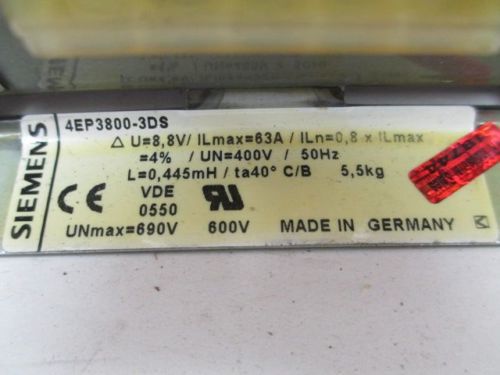 SIEMENS
4EP3800-3DS
Δ U=8,8V/ ILmax=63A / ILn=0,8 x ILmax
=4% / UN=400V / 50Hz
L=0,445mH / ta40° C/B 5,5kg
CE VDE 0550 RU
UNmax=690V 600V MADE IN GERMANY